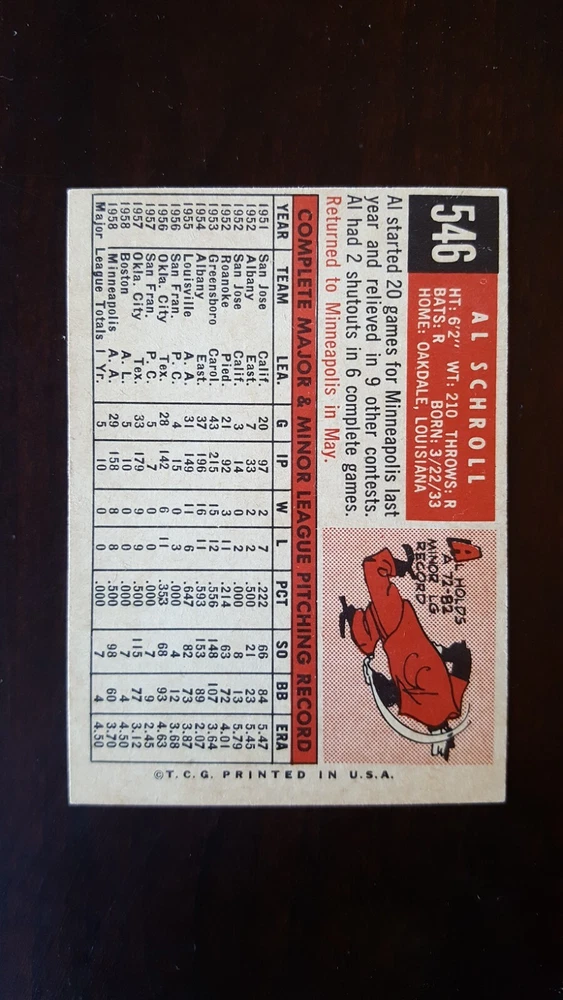 546
AL SCHROLL
HT: 6'2" WT: 210 THROWS: R
BATS: R BORN: 3/22/33
HOME: OAKDALE, LOUISIANA
Al started 20 games for Minneapolis last
year and relieved in 9 other contests.
Al had 2 shutouts in 6 complete games.
Returned to Minneapolis in May.
AL HOLDS
A 72-82
MINOR LG
RECORD
COMPLETE MAJOR & MINOR LEAGUE PITCHING RECORD
YEAR TEAM LEA. G IP W L PCT SO BB ERA
1951 San Jose Calif. 20 97 2 7 .222 66 84 5.47
1952 Albany East. 7 33 2 2 .500 21 23 5.45
1952 San Jose Calif. 3 14 0 2 .000 8 13 5.79
1952 Roanoke Pied. 21 92 3 11 .214 63 72
1953 Greensboro Carol. 43 215 15 12 .556 148 107 3.64
1954 Albany East. 37 196 16 11 .593 153 89 2.07
1955 Louisville A. A. 31 149 11 6 .647 82 73 3.87
1956 San Fran. P. C. 4 15 0 3 .000 4 12 3.68
1956 Okla. City Tex. 28 142 6 11 .353 68 93 4.63
1957 San Fran. P. C. 5 7 0 0 .000 9 2.45
1957 Okla. City Tex. 33 179 9 9 .500 115 77 3.12
1958 Boston A. L. 5 10 0 0 .000 7 4 4.50
1958 Minneapolis A. A. 29 158 10 10 .500 98 60 3.70
Major League Totals 1 Yr. 5 10 0 0 .000 7 4 4.50
©T.C.G. PRINTED IN U.S.A.